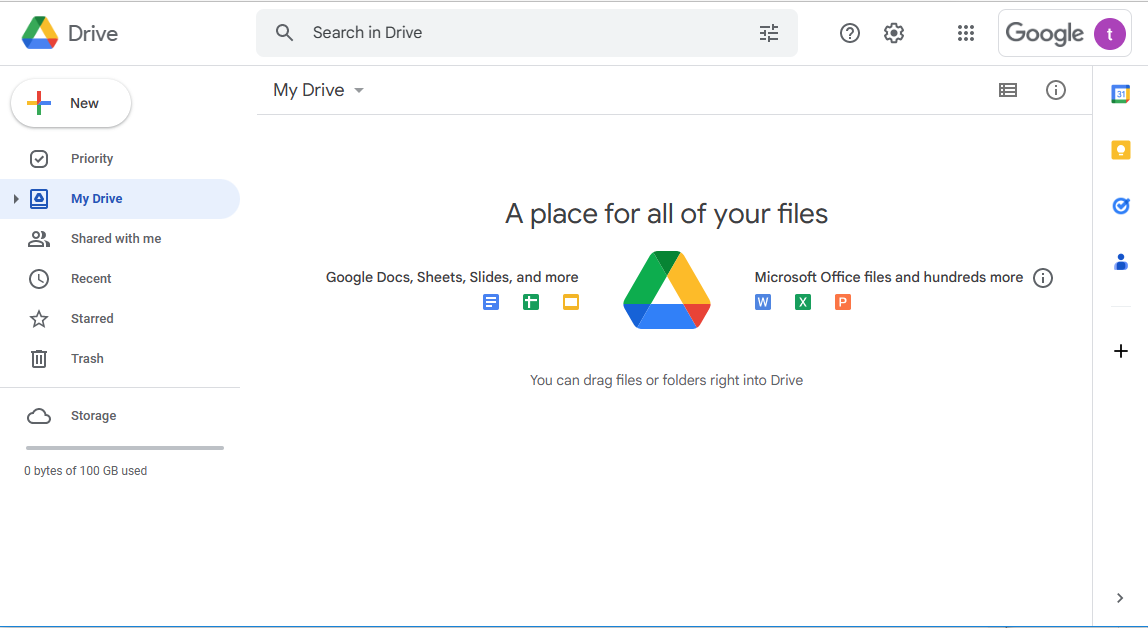 Drive
Search in Drive
Google
t
New
My Drive
31
Priority
My Drive
Shared with me
Recent
Starred
Trash
Storage
0 bytes of 100 GB used
A place for all of your files
Google Docs, Sheets, Slides, and more
Microsoft Office files and hundreds more
W X P
You can drag files or folders right into Drive